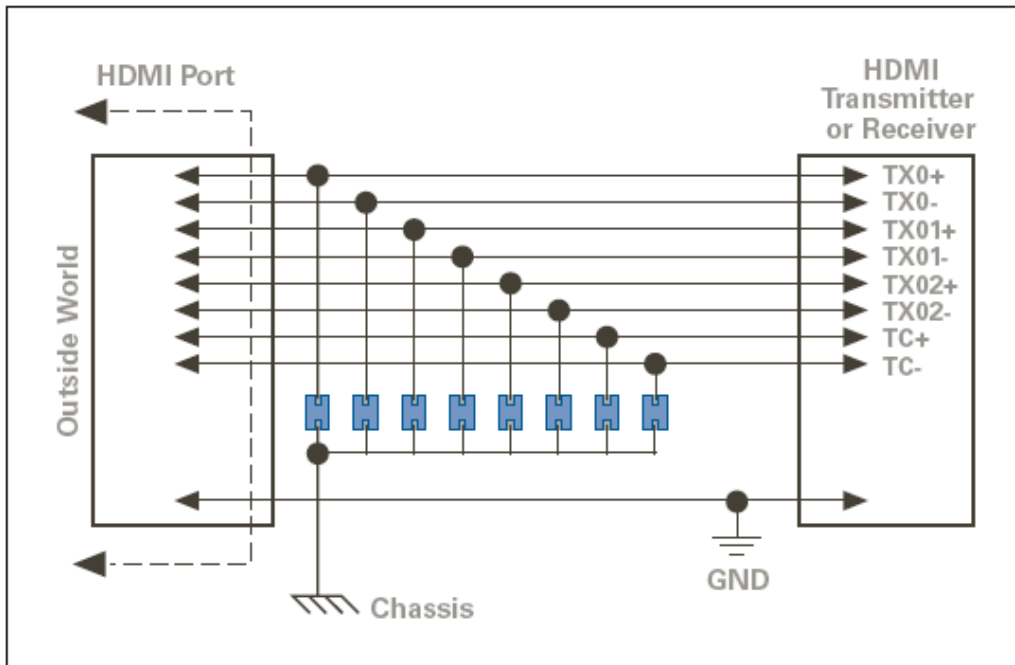 HDMI Port
HDMI
Transmitter
or Receiver
Outside World
TX0+
TX0-
TX01+
TX01-
TX02+
TX02-
TC+
TC-
GND
Chassis